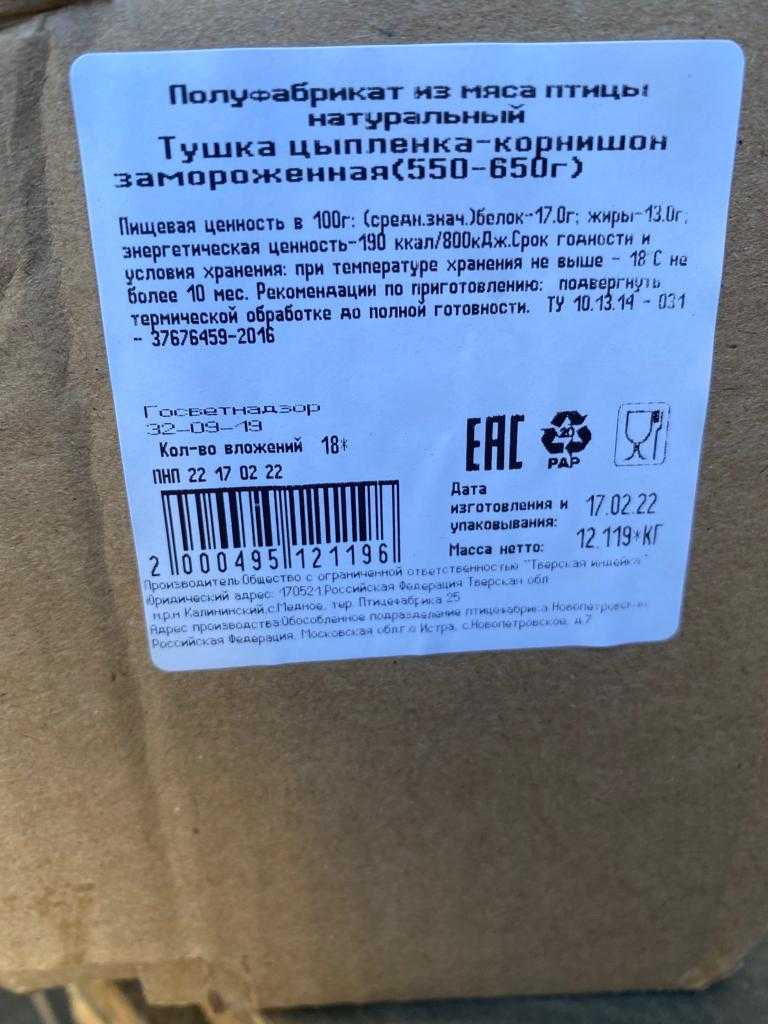 Полуфабрикат из мяса птицы
натуральный
Тушка цыпленка-корнишон
замороженная(550-650г)
Пищевая ценность в 100г: (средн.знач.)белок-17.0г; жиры-13.0г;
энергетическая ценность-190 ккал/800кДж.Срок годности и
условия хранения: при температуре хранения не выше - 18˚С не
более 10 мес. Рекомендации по приготовлению: подвергнуть
термической обработке до полной готовности. ТУ 10.13.14 - 031
- 37676459-2016
Госветнадзор
32-09-19
Кол-во вложений 18*
ПНП 22 17 02 22
EAC
20
PAP
Дата
изготовления и 17.02.22
упаковывания:
Масса нетто: 12.119*КГ
2 000495 121196
Производитель:Общество с ограниченной ответственностью "Тверская индейка"
Юридический адрес: 170521,Российская Федерация Тверская обл
м.р-н Калининский,с.Медное, тер. Птицефабрика 25
Адрес производства:Обособленное подразделение птицефабрика
Российская Федерация, Московская обл,г.о Истра, с.Новопетровское, д.7